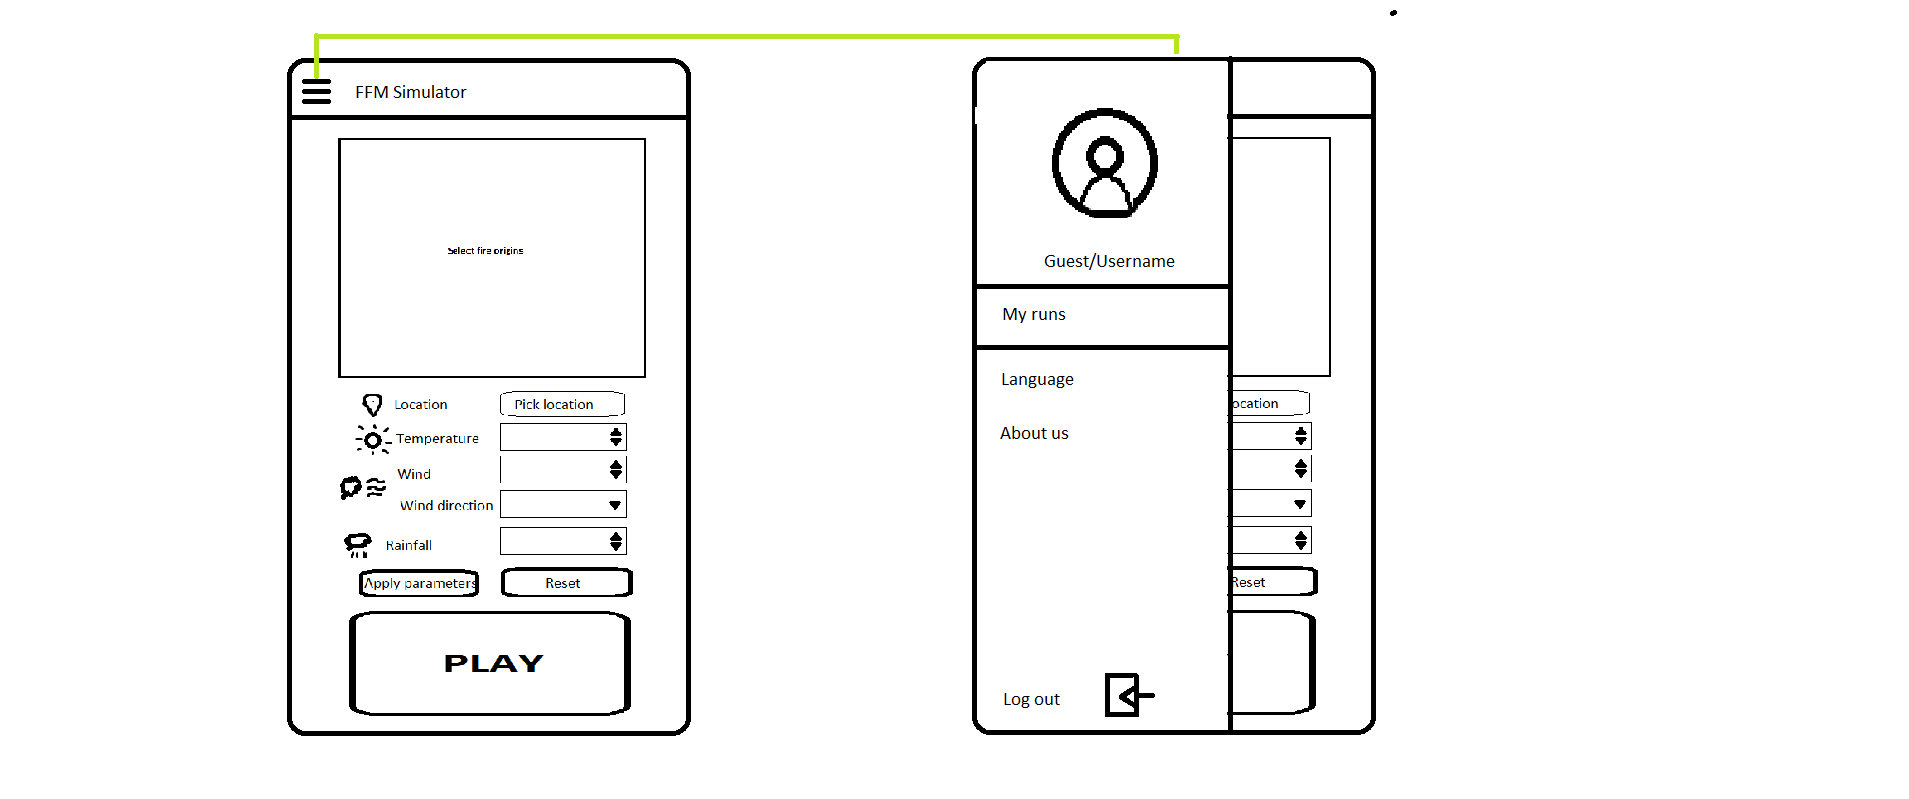 FFM Simulator
Select fire origins
Location
Pick location
Temperature
Wind
Wind direction
Rainfall
Apply parameters
Reset
PLAY
Guest/Username
My runs
Language
About us
Log out
ocation
Reset